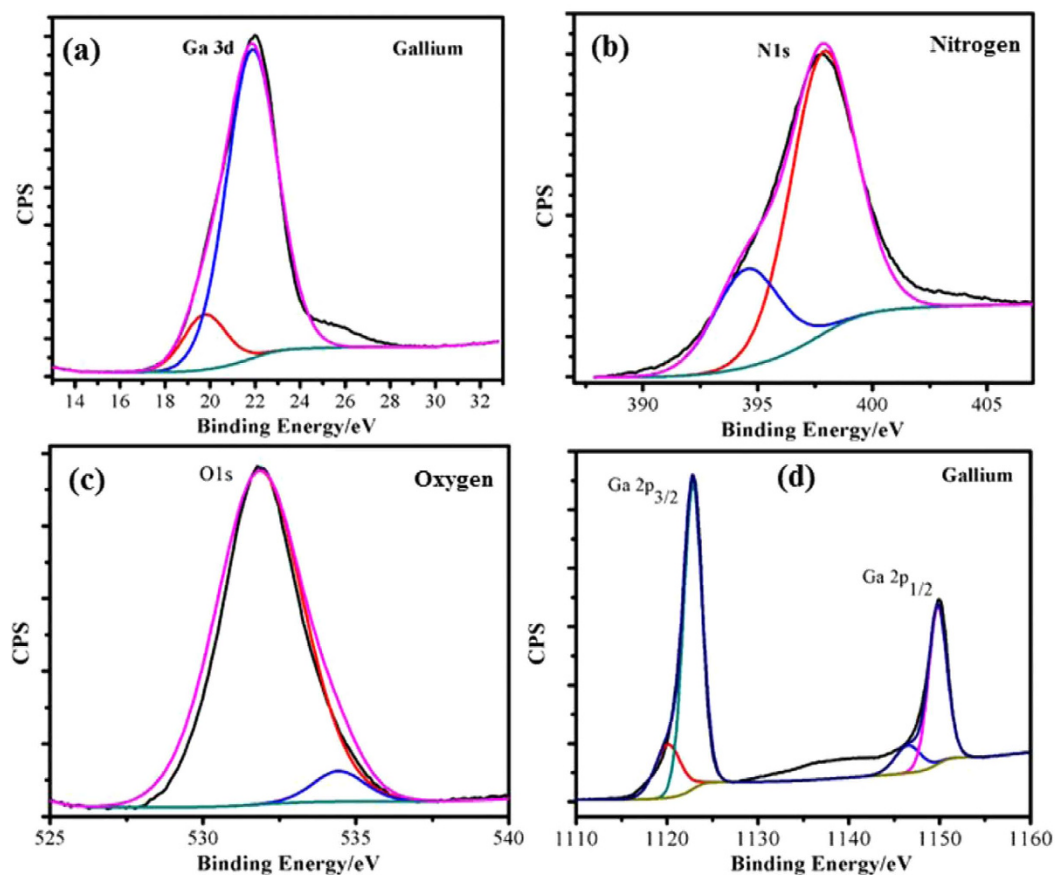 (a)
Ga 3d
Gallium
CPS
14 16 18 20 22 24 26 28 30 32
Binding Energy/eV
(b)
N1s
Nitrogen
CPS
390 395 400 405
Binding Energy/eV
(c)
O1s
Oxygen
CPS
525 530 535 540
Binding Energy/eV
(d)
Gallium
Ga 2p3/2
Ga 2p1/2
CPS
1110 1120 1130 1140 1150 1160
Binding Energy/eV